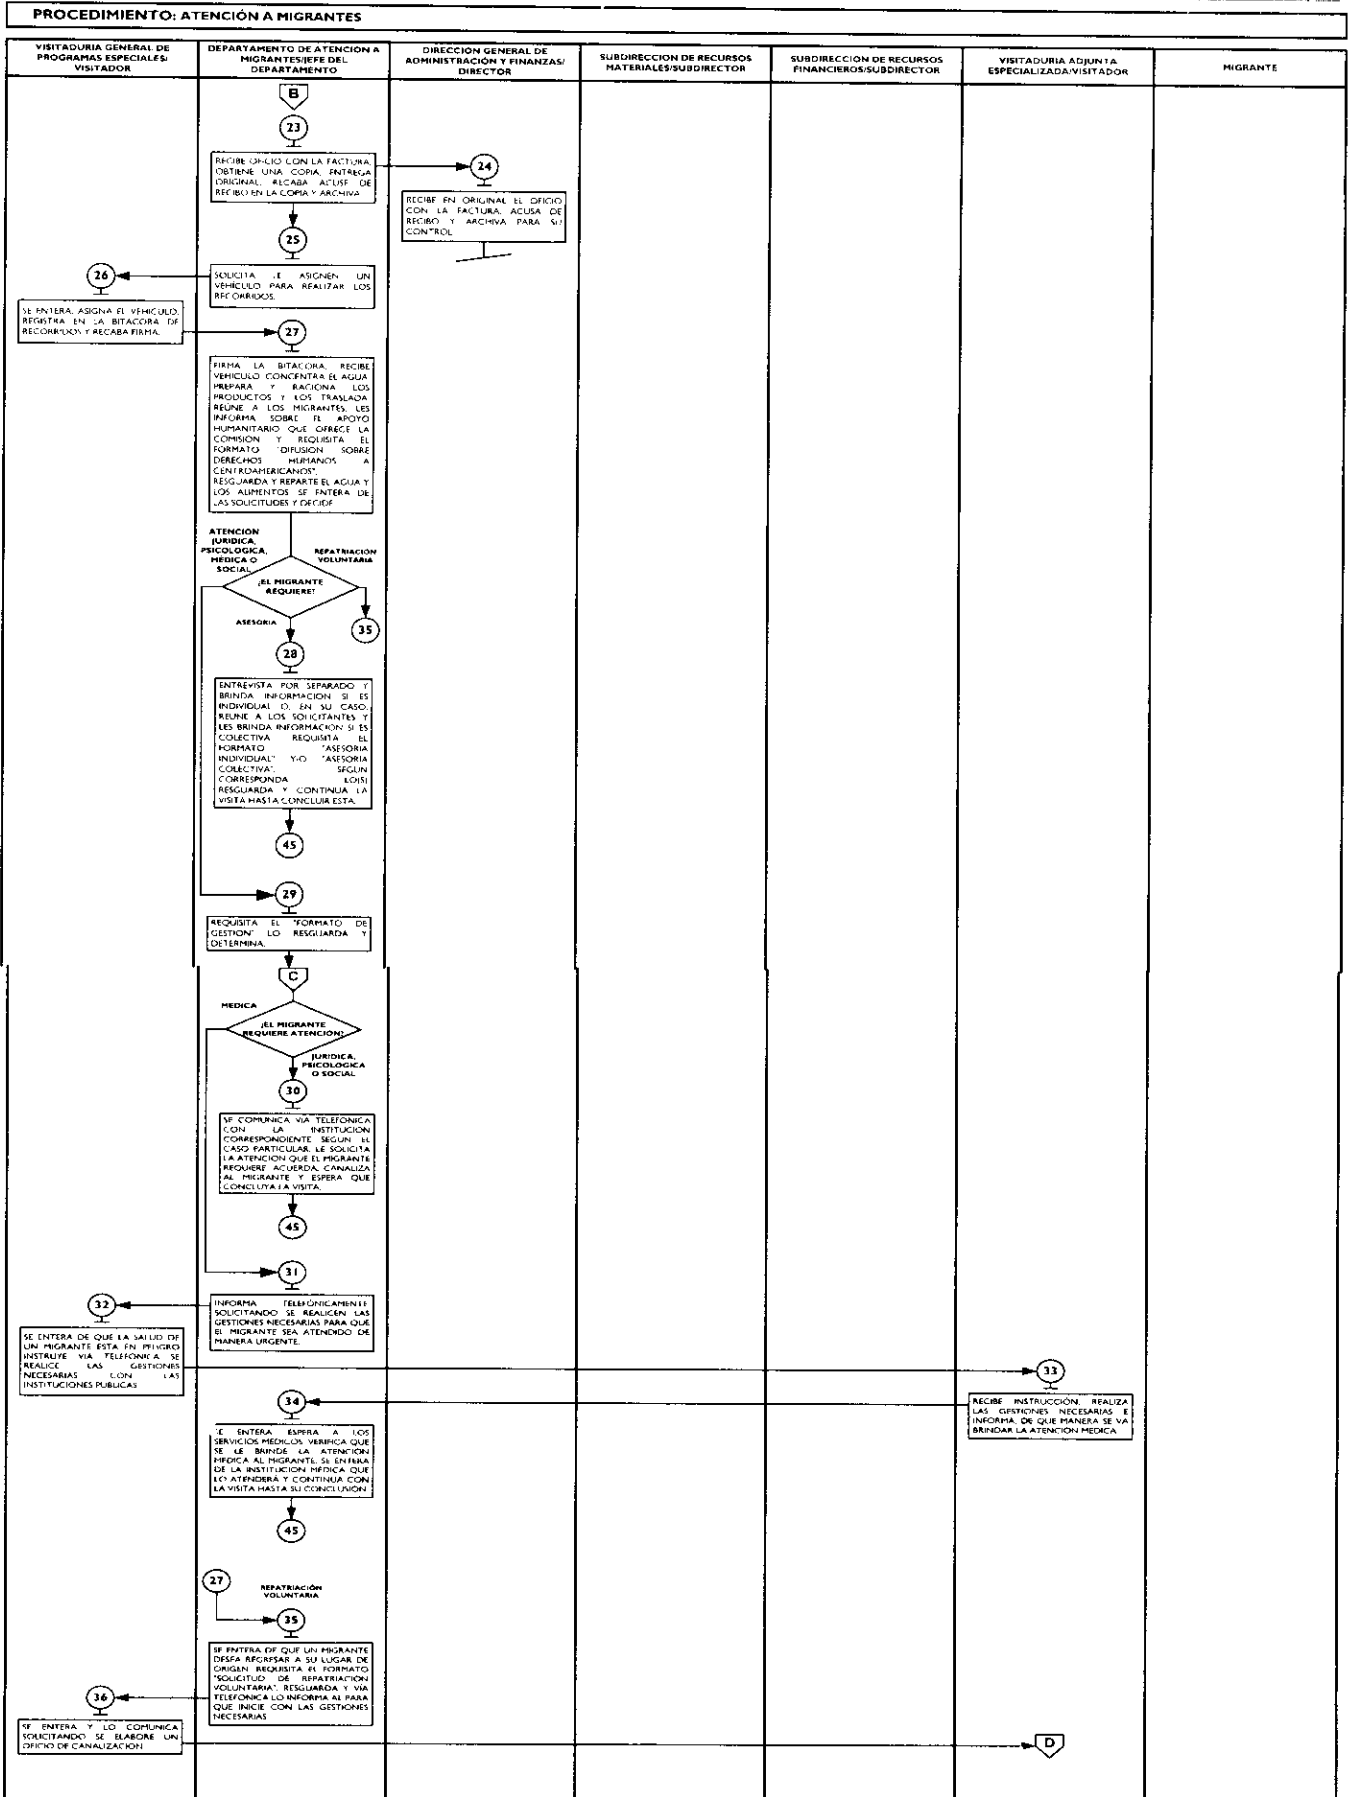 PROCEDIMIENTO: ATENCIÓN A MIGRANTES
VISITADURIA GENERAL DE
PROGRAMAS ESPECIALES/
VISITADOR
DEPARTAMENTO DE ATENCION A
MIGRANTES/JEFE DEL
DEPARTAMENTO
DIRECCION GENERAL DE
ADMINISTRACIÓN Y FINANZAS/
DIRECTOR
SUBDIRECCION DE RECURSOS
MATERIALES/SUBDIRECTOR
SUBDIRECCION DE RECURSOS
FINANCIEROS/SUBDIRECTOR
VISITADURIA ADJUNTA
ESPECIALIZADA/VISITADOR
MIGRANTE
B
23
RECIBE OFICIO CON LA FACTURA,
OBTIENE UNA COPIA, ENTREGA
ORIGINAL, RECABA ACUSE DE
RECIBO EN LA COPIA Y ARCHIVA
24
RECIBE EN ORIGINAL EL OFICIO
CON LA FACTURA, ACUSA DE
RECIBO Y ARCHIVA PARA SU
CONTROL
25
SOLICITA LE ASIGNEN UN
VEHÍCULO PARA REALIZAR LOS
RECORRIDOS.
26
SE ENTERA, ASIGNA EL VEHICULO,
REGISTRA EN LA BITACORA DE
RECORRIDOS Y RECABA FIRMA.
27
FIRMA LA BITACORA, RECIBE
VEHICULO CONCENTRA EL AGUA
PREPARA Y RACIONA LOS
PRODUCTOS Y LOS TRASLADA
REÚNE A LOS MIGRANTES, LES
INFORMA SOBRE EL APOYO
HUMANITARIO QUE OFRECE LA
COMISION Y REQUISITA EL
FORMATO "DIFUSION SOBRE
DERECHOS HUMANOS A
CENTROAMERICANOS",
RESGUARDA Y REPARTE EL AGUA Y
LOS ALIMENTOS SE ENTERA DE
LAS SOLICITUDES Y DECIDE
ATENCION
JURIDICA,
PSICOLOGICA,
MÉDICA O
SOCIAL
REPATRIACIÓN
VOLUNTARIA
¿EL MIGRANTE
REQUIERE?
ASESORIA
35
28
ENTREVISTA POR SEPARADO Y
BRINDA INFORMACION SI ES
INDIVIDUAL O, EN SU CASO,
REUNE A LOS SOLICITANTES Y
LES BRINDA INFORMACION SI ES
COLECTIVA REQUISITA EL
FORMATO "ASESORIA
INDIVIDUAL" Y-O "ASESORIA
COLECTIVA", SEGUN
CORRESPONDA LO(S)
RESGUARDA Y CONTINUA LA
VISITA HASTA CONCLUIR ESTA.
45
29
REQUISITA EL "FORMATO DE
GESTION" LO RESGUARDA Y
DETERMINA.
C
MEDICA
¿EL MIGRANTE
REQUIERE ATENCION?
JURIDICA,
PSICOLOGICA
O SOCIAL
30
SE COMUNICA VIA TELEFONICA
CON LA INSTITUCION
CORRESPONDIENTE SEGUN EL
CASO PARTICULAR, LE SOLICITA
LA ATENCION QUE EL MIGRANTE
REQUIERE ACUERDA, CANALIZA
AL MIGRANTE Y ESPERA QUE
CONCLUYA LA VISITA.
45
31
INFORMA TELEFÓNICAMENTE
SOLICITANDO SE REALICEN LAS
GESTIONES NECESARIAS PARA QUE
EL MIGRANTE SEA ATENDIDO DE
MANERA URGENTE.
32
SE ENTERA DE QUE LA SALUD DE
UN MIGRANTE ESTA EN PELIGRO
INSTRUYE VIA TELEFONICA SE
REALICE LAS GESTIONES
NECESARIAS CON LAS
INSTITUCIONES PUBLICAS
33
RECIBE INSTRUCCIÓN, REALIZA
LAS GESTIONES NECESARIAS E
INFORMA, DE QUE MANERA SE VA
BRINDAR LA ATENCION MEDICA
34
SE ENTERA ESPERA A LOS
SERVICIOS MÉDICOS VERIFICA QUE
SE LE BRINDE LA ATENCION
MEDICA AL MIGRANTE, SE ENTERA
DE LA INSTITUCION MÉDICA QUE
LO ATENDERÁ Y CONTINUA CON
LA VISITA HASTA SU CONCLUSIÓN
45
27
REPATRIACIÓN
VOLUNTARIA
35
SE ENTERA DE QUE UN MIGRANTE
DESEA REGRESAR A SU LUGAR DE
ORIGEN REQUISITA EL FORMATO
"SOLICITUD DE REPATRIACIÓN
VOLUNTARIA", RESGUARDA Y VÍA
TELEFONICA LO INFORMA AL PARA
QUE INICIE CON LAS GESTIONES
NECESARIAS
36
SE ENTERA Y LO COMUNICA
SOLICITANDO SE ELABORE UN
OFICIO DE CANALIZACION
D